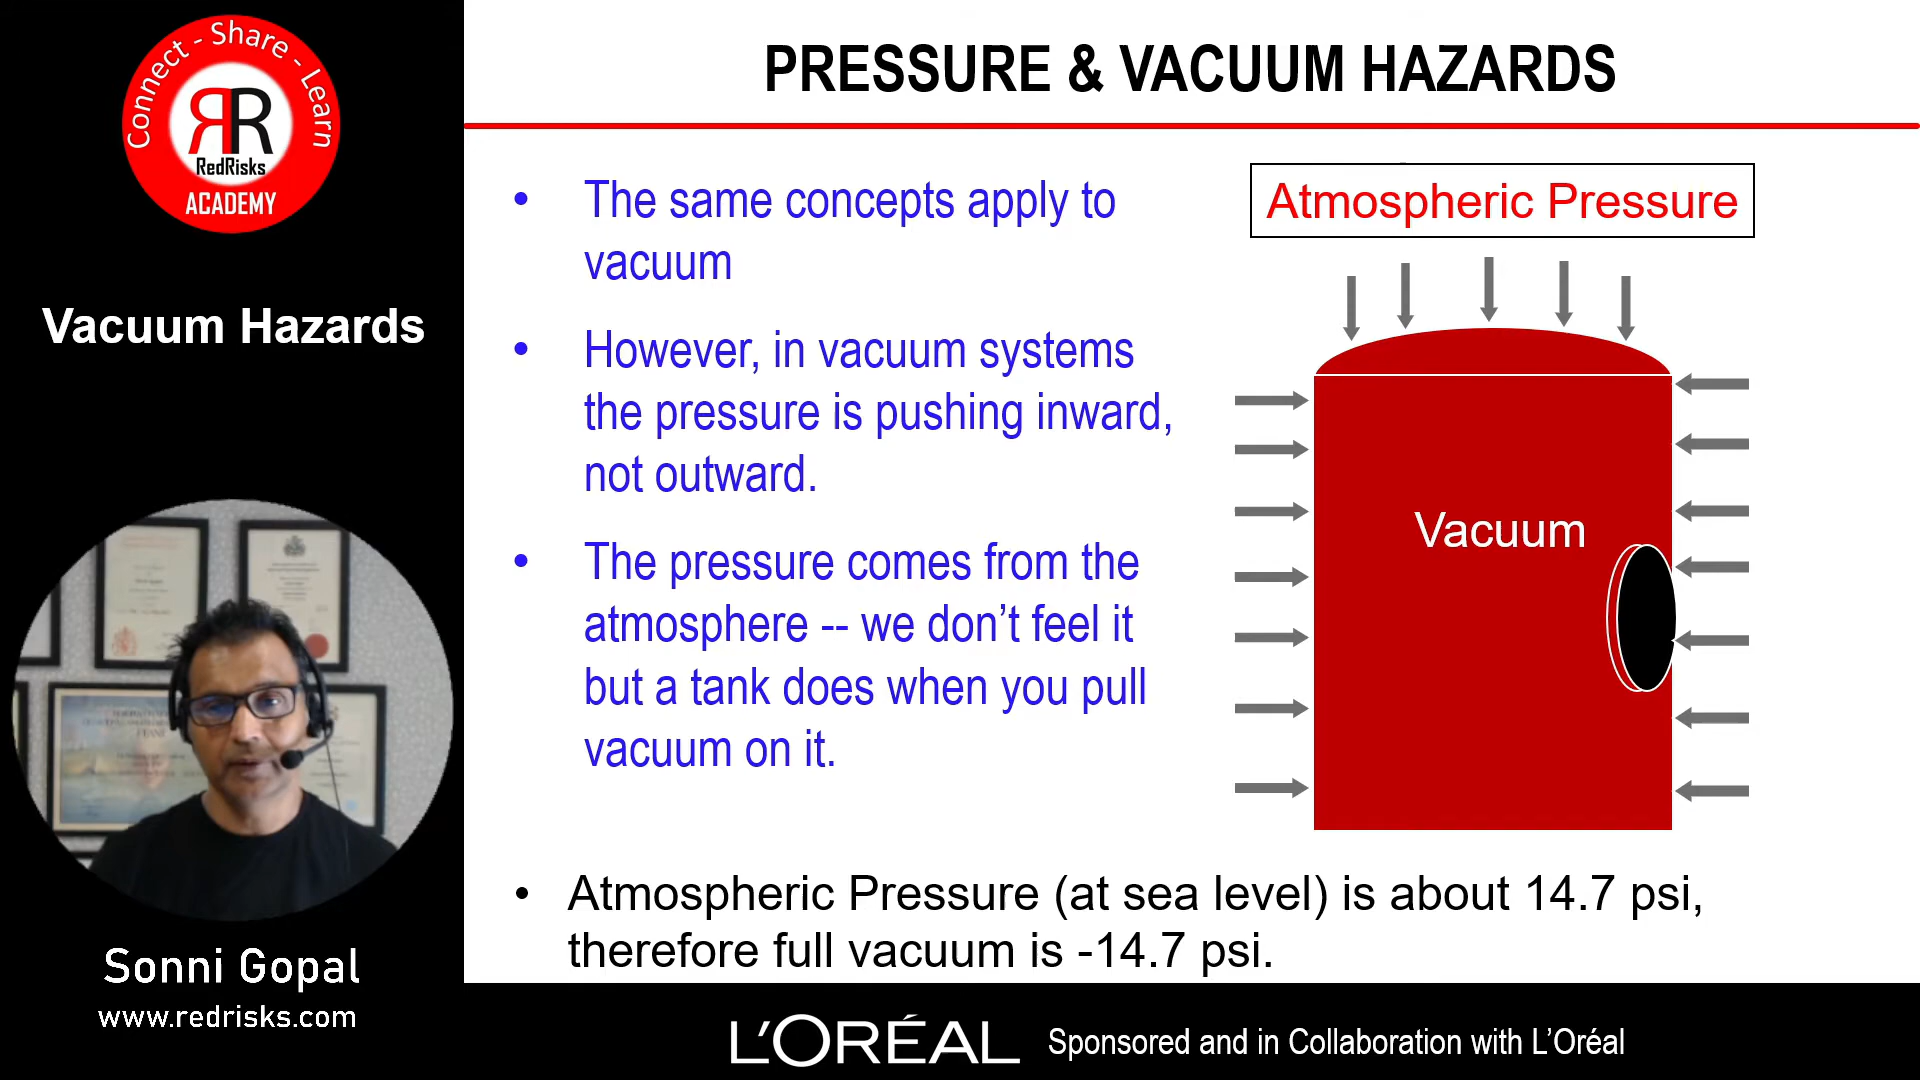 Connect - Share - Learn
RR
RedRisks
ACADEMY
Vacuum Hazards
Sonni Gopal
www.redrisks.com
PRESSURE & VACUUM HAZARDS
• The same concepts apply to
vacuum
• However, in vacuum systems
the pressure is pushing inward,
not outward.
• The pressure comes from the
atmosphere -- we don’t feel it
but a tank does when you pull
vacuum on it.
Atmospheric Pressure
Vacuum
• Atmospheric Pressure (at sea level) is about 14.7 psi,
therefore full vacuum is -14.7 psi.
L'ORÉAL
Sponsored and in Collaboration with L’Oréal